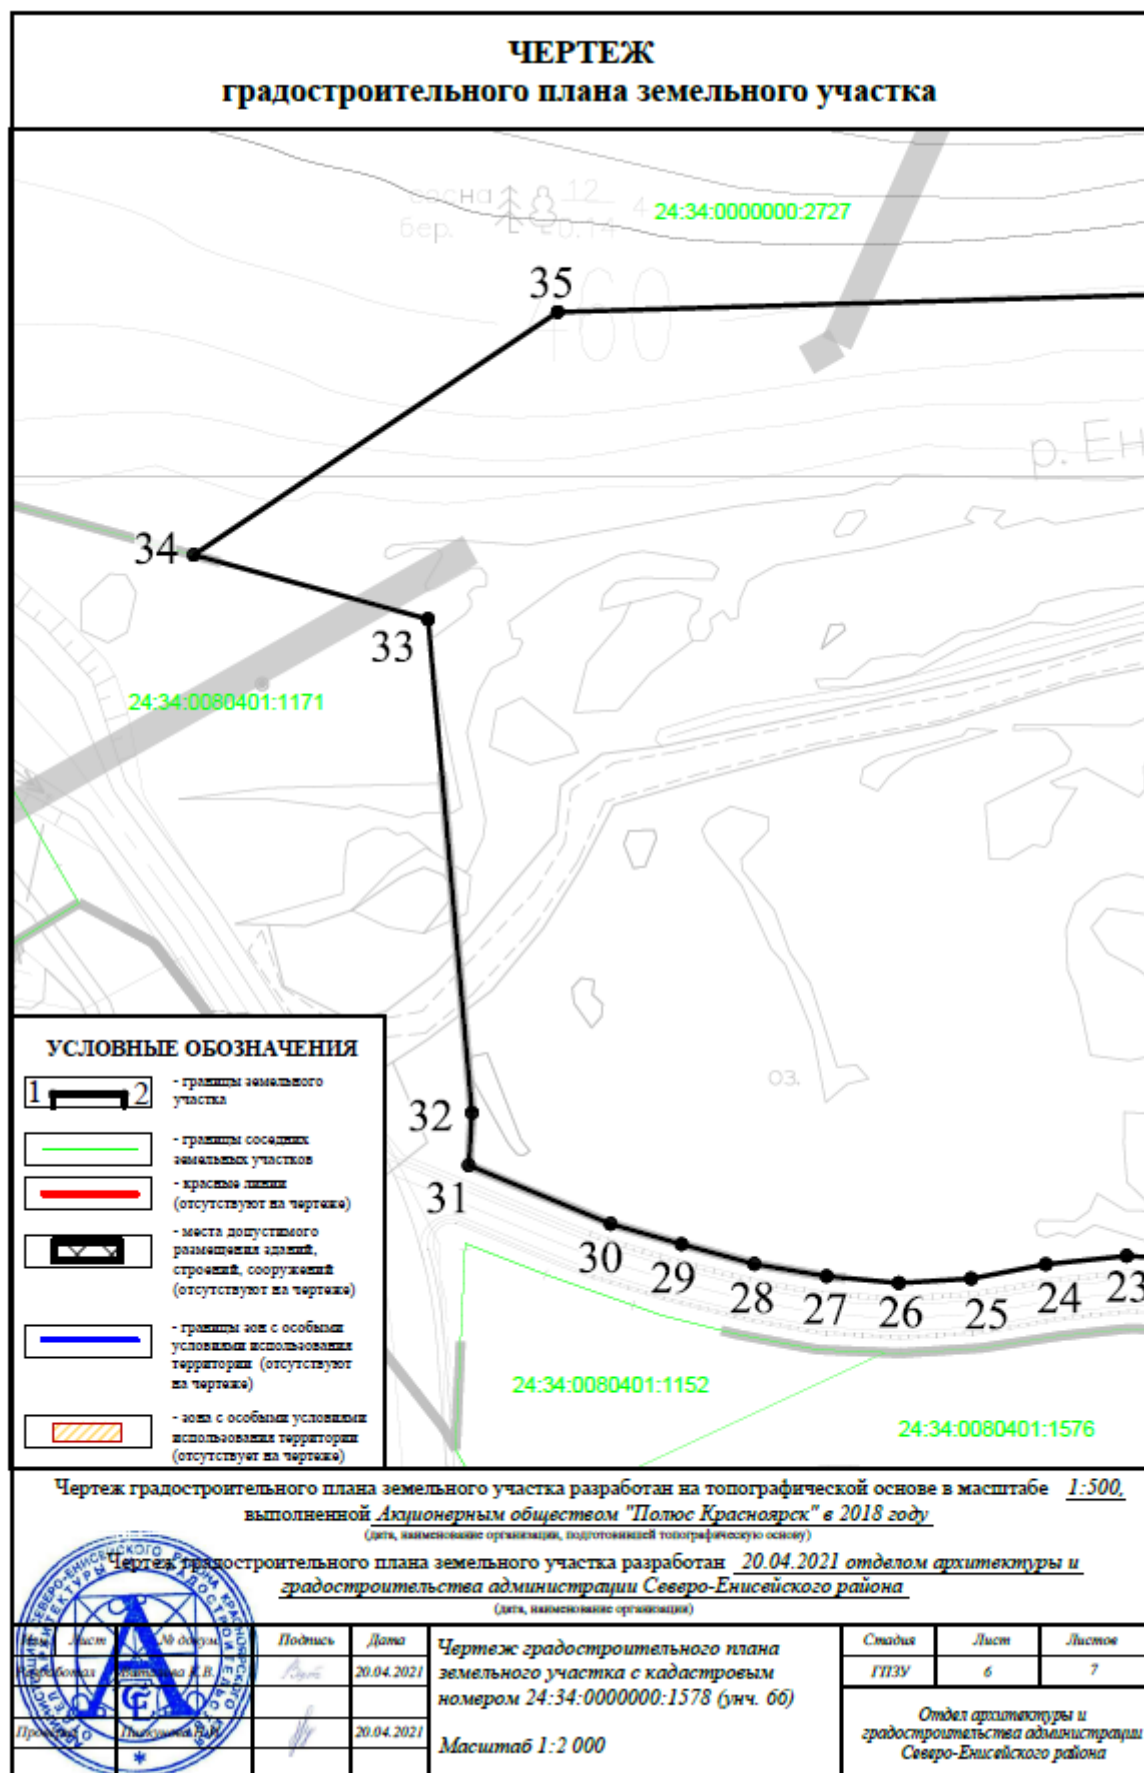 ЧЕРТЕЖ
градостроительного плана земельного участка
сосна 12 4
бер. 0.14
24:34:0000000:2727
35
460
р. Ен
34
33
24:34:0080401:1171
оз.
32
31
30
29
28
27
26
25
24
23
24:34:0080401:1152
24:34:0080401:1576
УСЛОВНЫЕ ОБОЗНАЧЕНИЯ
1 2
- границы земельного
участка
- границы соседних
земельных участков
- красные линии
(отсутствуют на чертеже)
- места допустимого
размещения зданий,
строений, сооружений
(отсутствуют на чертеже)
- границы зон с особыми
условиями использования
территории (отсутствуют
на чертеже)
- зона с особыми условиями
использования территории
(отсутствует на чертеже)
Чертеж градостроительного плана земельного участка разработан на топографической основе в масштабе 1:500,
выполненной Акционерным обществом "Полюс Красноярск" в 2018 году
(дата, наименование организации, подготовившей топографическую основу)
Чертеж градостроительного плана земельного участка разработан 20.04.2021 отделом архитектуры и
градостроительства администрации Северо-Енисейского района
(дата, наименование организации)
Лист № докум. Подпись Дата
Разработал К.В. 20.04.2021
20.04.2021
Чертеж градостроительного плана
земельного участка с кадастровым
номером 24:34:0000000:1578 (унч. 66)
Масштаб 1:2 000
Стадия Лист Листов
ГПЗУ 6 7
Отдел архитектуры и
градостроительства администрации
Северо-Енисейского района